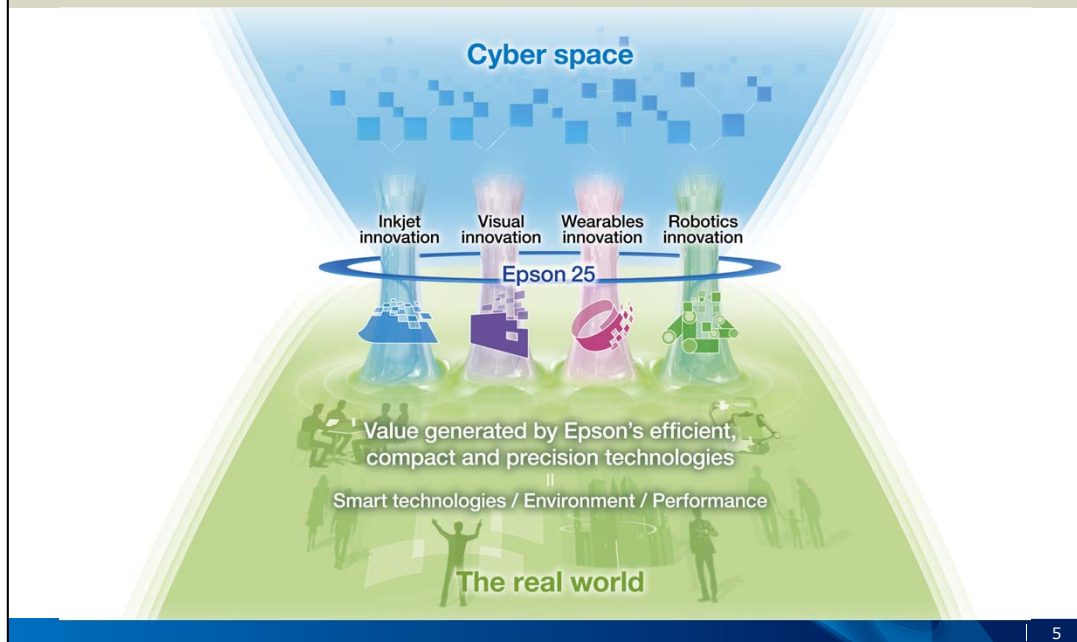 Cyber space
Inkjet
innovation
Visual
innovation
Wearables
innovation
Robotics
innovation
Epson 25
Value generated by Epson's efficient,
compact and precision technologies
=
Smart technologies / Environment / Performance
The real world
5